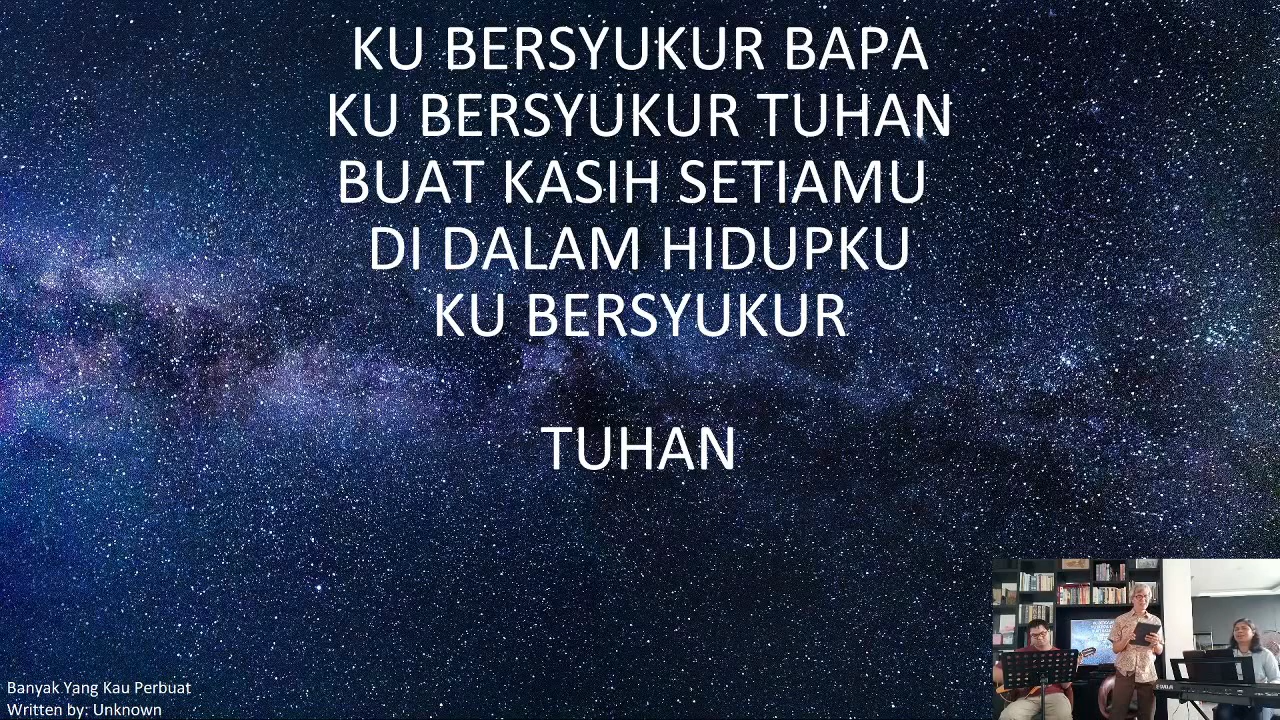 KU BERSYUKUR BAPA
KU BERSYUKUR TUHAN
BUAT KASIH SETIAMU
DI DALAM HIDUPKU
KU BERSYUKUR
TUHAN
Banyak Yang Kau Perbuat
Written by: Unknown